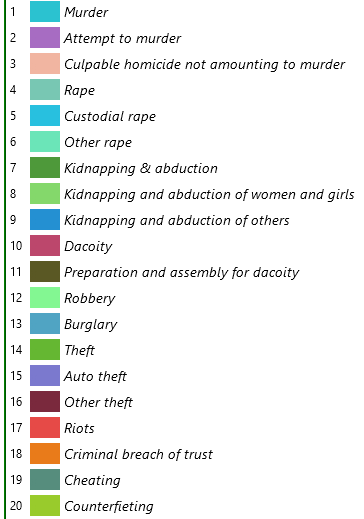 1 Murder
2 Attempt to murder
3 Culpable homicide not amounting to murder
4 Rape
5 Custodial rape
6 Other rape
7 Kidnapping & abduction
8 Kidnapping and abduction of women and girls
9 Kidnapping and abduction of others
10 Dacoity
11 Preparation and assembly for dacoity
12 Robbery
13 Burglary
14 Theft
15 Auto theft
16 Other theft
17 Riots
18 Criminal breach of trust
19 Cheating
20 Counterfieting